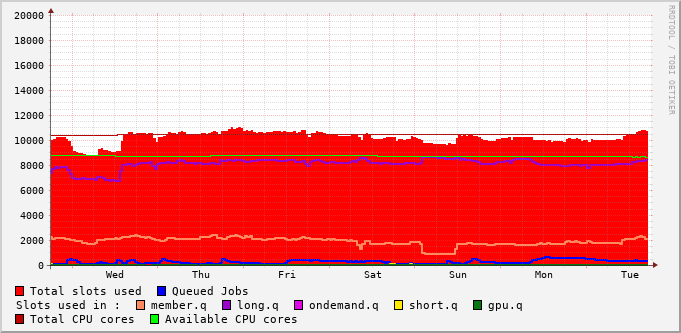 20000
18000
16000
14000
12000
10000
8000
6000
4000
2000
0
Wed Thu Fri Sat Sun Mon Tue
RRDTOOL / TOBI OETIKER
Total slots used Queued Jobs
Slots used in : member.q long.q ondemand.q short.q gpu.q
Total CPU cores Available CPU cores